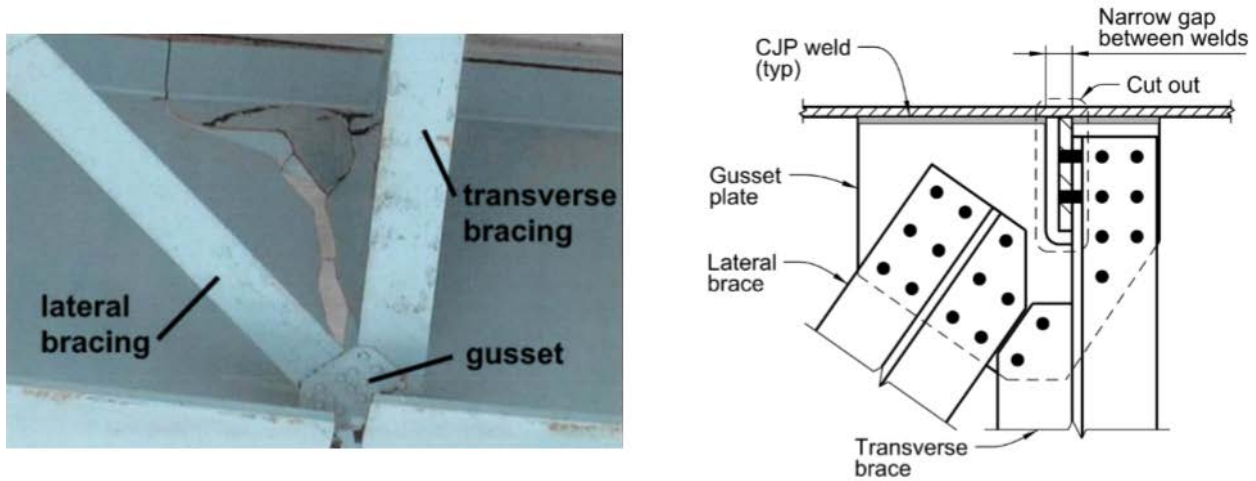 transverse
bracing
lateral
bracing
gusset
CJP weld
(typ)
Narrow gap
between welds
Cut out
Gusset
plate
Lateral
brace
Transverse
brace